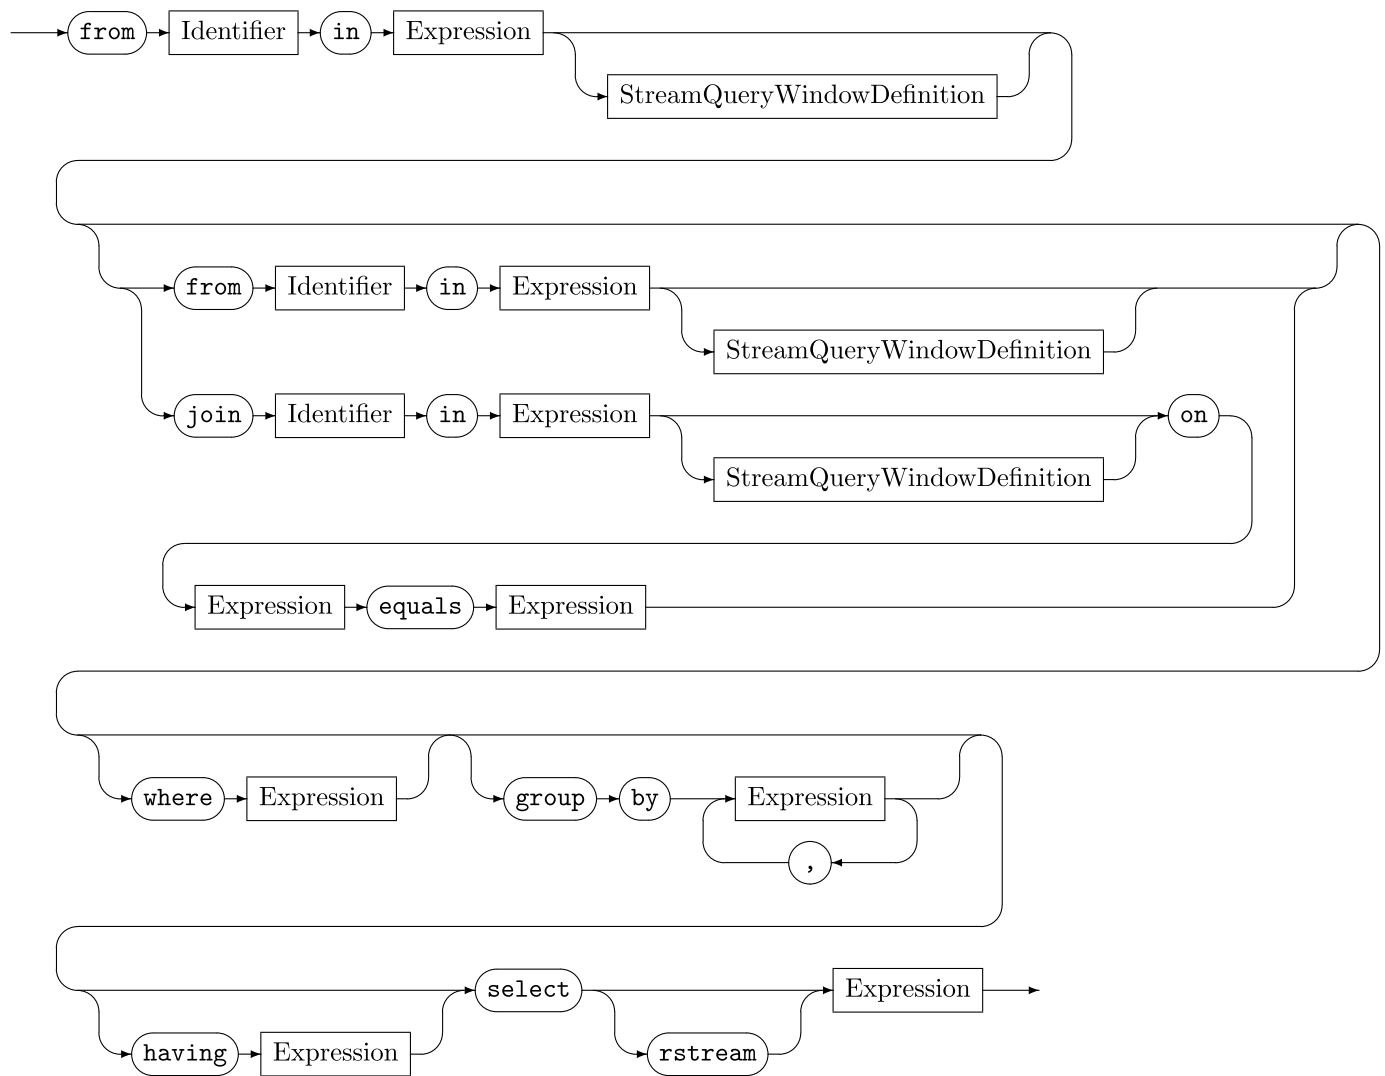 from Identifier in Expression
StreamQueryWindowDefinition
from Identifier in Expression
StreamQueryWindowDefinition
join Identifier in Expression on
StreamQueryWindowDefinition
Expression equals Expression
where Expression group by Expression
,
select Expression
having Expression rstream